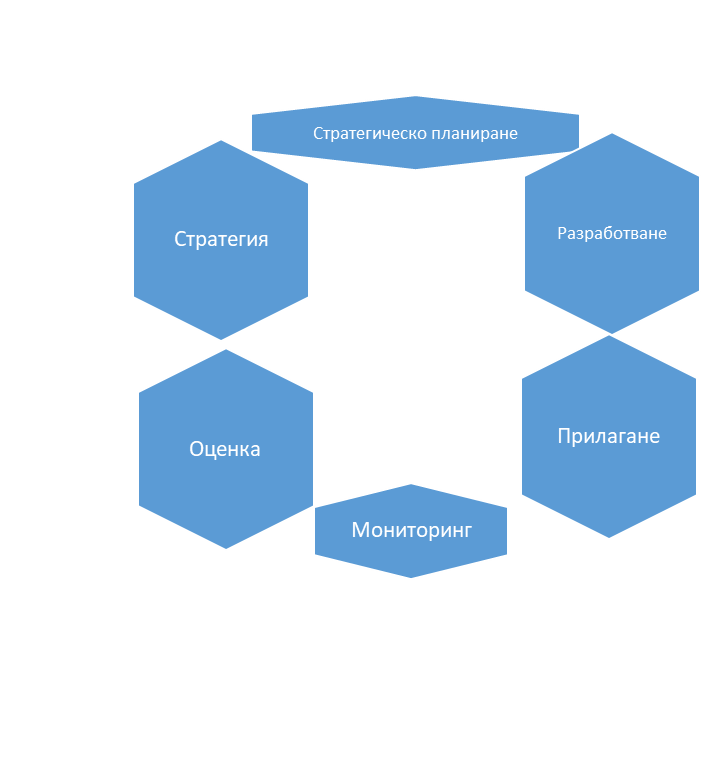 Стратегическо планиране
Стратегия
Разработване
Оценка
Прилагане
Мониторинг